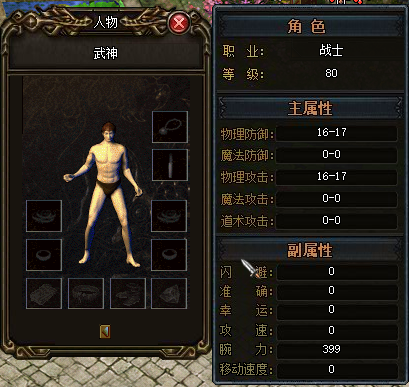 人物
武神
角 色
职 业: 战士
等 级: 80
主属性
物理防御: 16-17
魔法防御: 0-0
物理攻击: 16-17
魔法攻击: 0-0
道术攻击: 0-0
副属性
闪 避: 0
准 确: 0
幸 运: 0
攻 速: 0
腕 力: 399
移动速度: 0